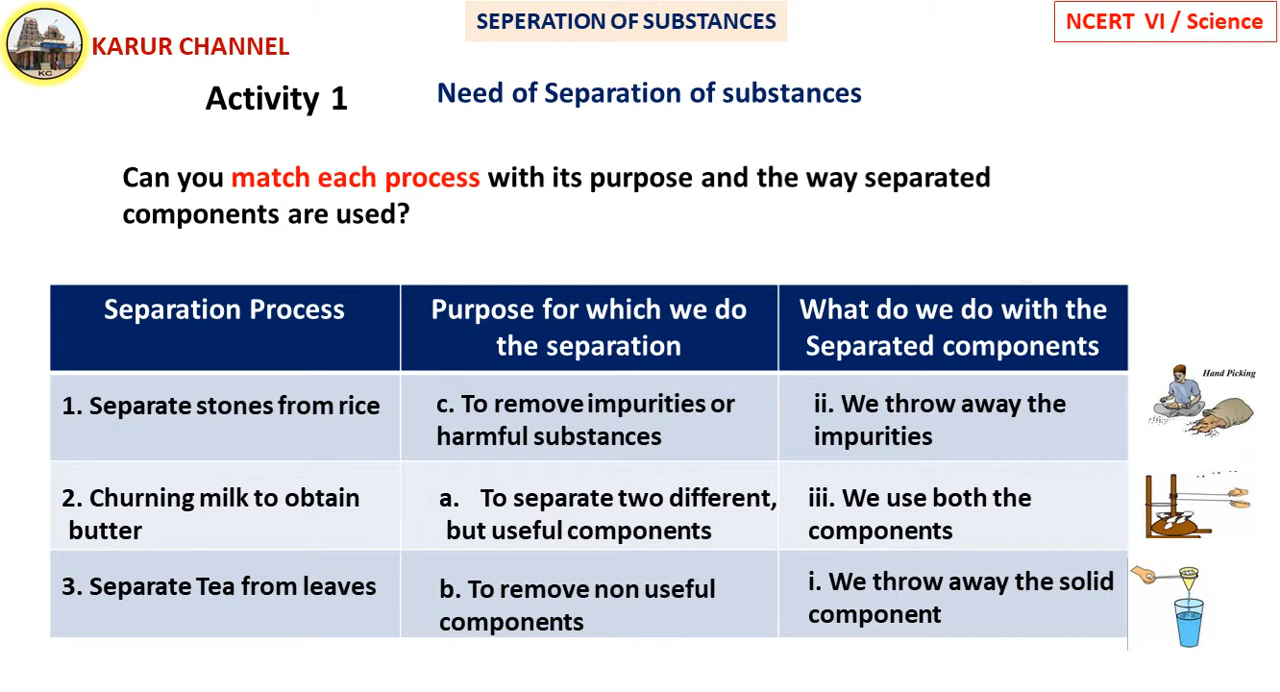 SEPERATION OF SUBSTANCES
NCERT VI / Science
KARUR CHANNEL
KC
Activity 1
Need of Separation of substances
Can you match each process with its purpose and the way separated
components are used?
Separation Process
Purpose for which we do
the separation
What do we do with the
Separated components
1. Separate stones from rice
c. To remove impurities or
harmful substances
ii. We throw away the
impurities
Hand Picking
2. Churning milk to obtain
butter
a. To separate two different,
but useful components
iii. We use both the
components
3. Separate Tea from leaves
b. To remove non useful
components
i. We throw away the solid
component